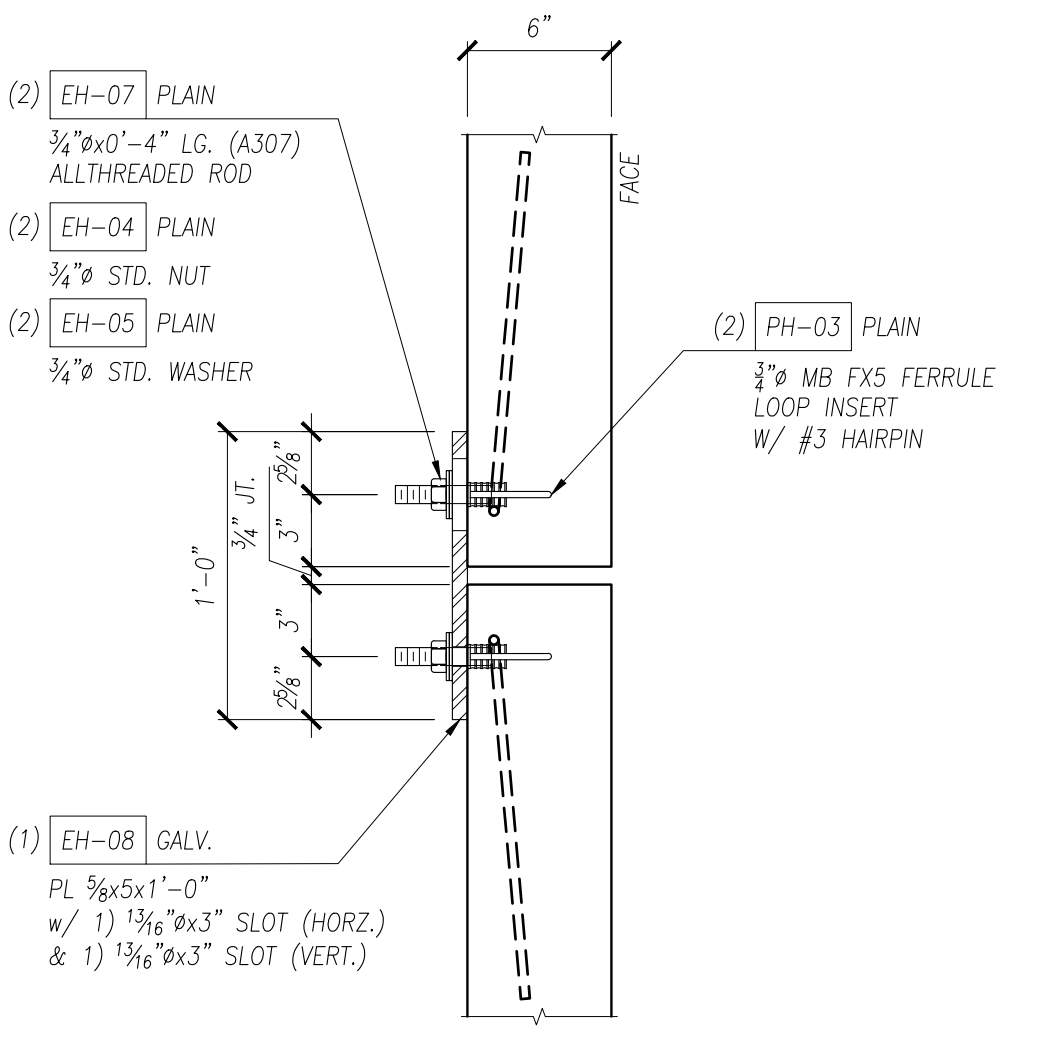 6"
(2) EH-07 PLAIN
3/4"øx0'-4" LG. (A307)
ALLTHREADED ROD
(2) EH-04 PLAIN
3/4"ø STD. NUT
(2) EH-05 PLAIN
3/4"ø STD. WASHER
FACE
(2) PH-03 PLAIN
3/4"ø MB FX5 FERRULE
LOOP INSERT
W/ #3 HAIRPIN
1'-0"
3/4" JT.
2 5/8"
3"
3"
2 5/8"
(1) EH-08 GALV.
PL 5/8x5x1'-0"
w/ 1) 13/16"øx3" SLOT (HORZ.)
& 1) 13/16"øx3" SLOT (VERT.)